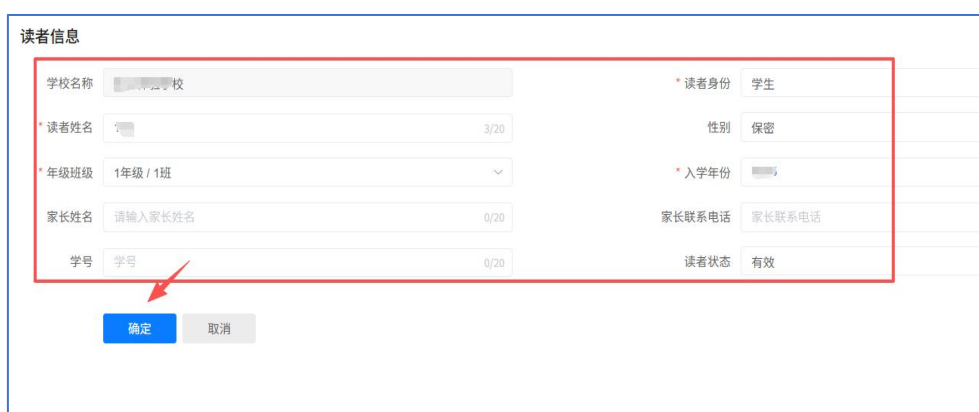 读者信息
学校名称 校 * 读者身份 学生
* 读者姓名 3/20 性别 保密
* 年级班级 1年级 / 1班 * 入学年份
家长姓名 请输入家长姓名 0/20 家长联系电话 家长联系电话
学号 学号 0/20 读者状态 有效
确定 取消